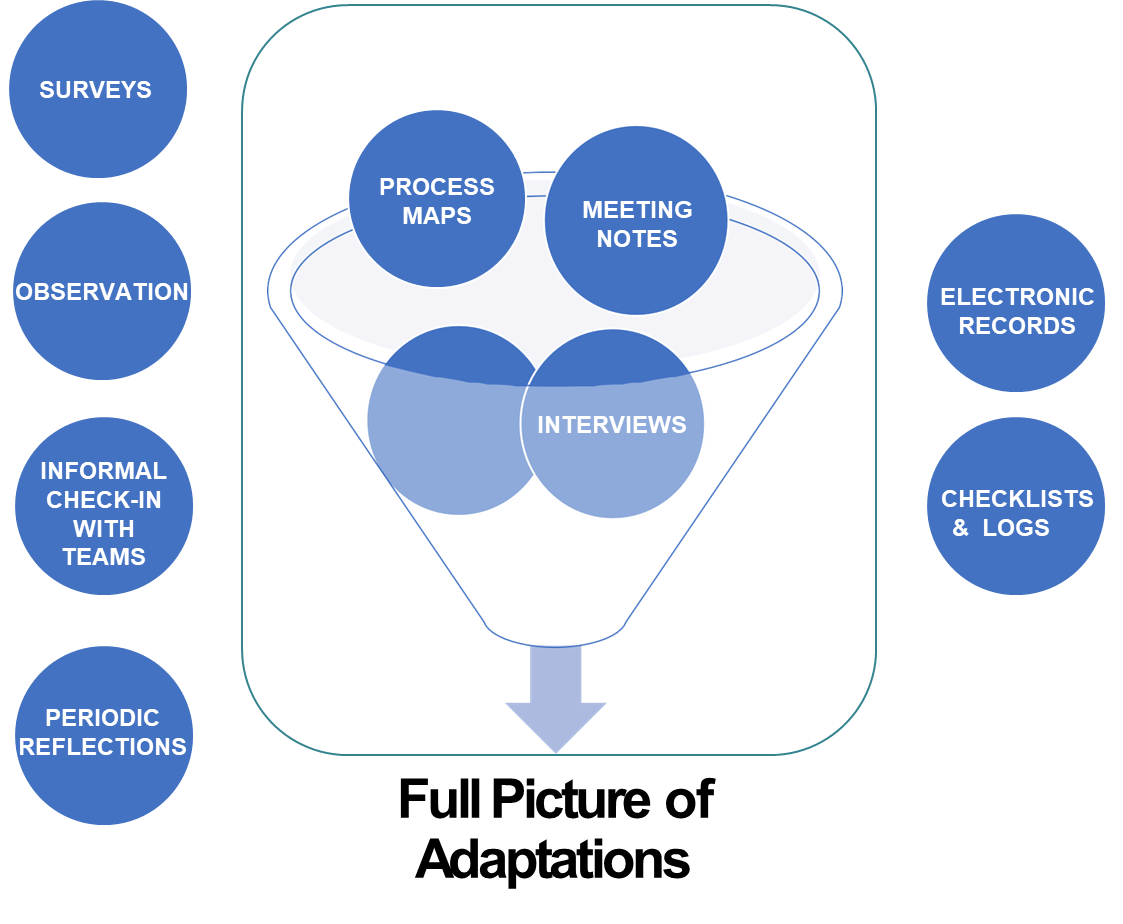 SURVEYS
OBSERVATION
INFORMAL
CHECK-IN
WITH
TEAMS
PERIODIC
REFLECTIONS
PROCESS
MAPS
MEETING
NOTES
INTERVIEWS
ELECTRONIC
RECORDS
CHECKLISTS
& LOGS
Full Picture of
Adaptations